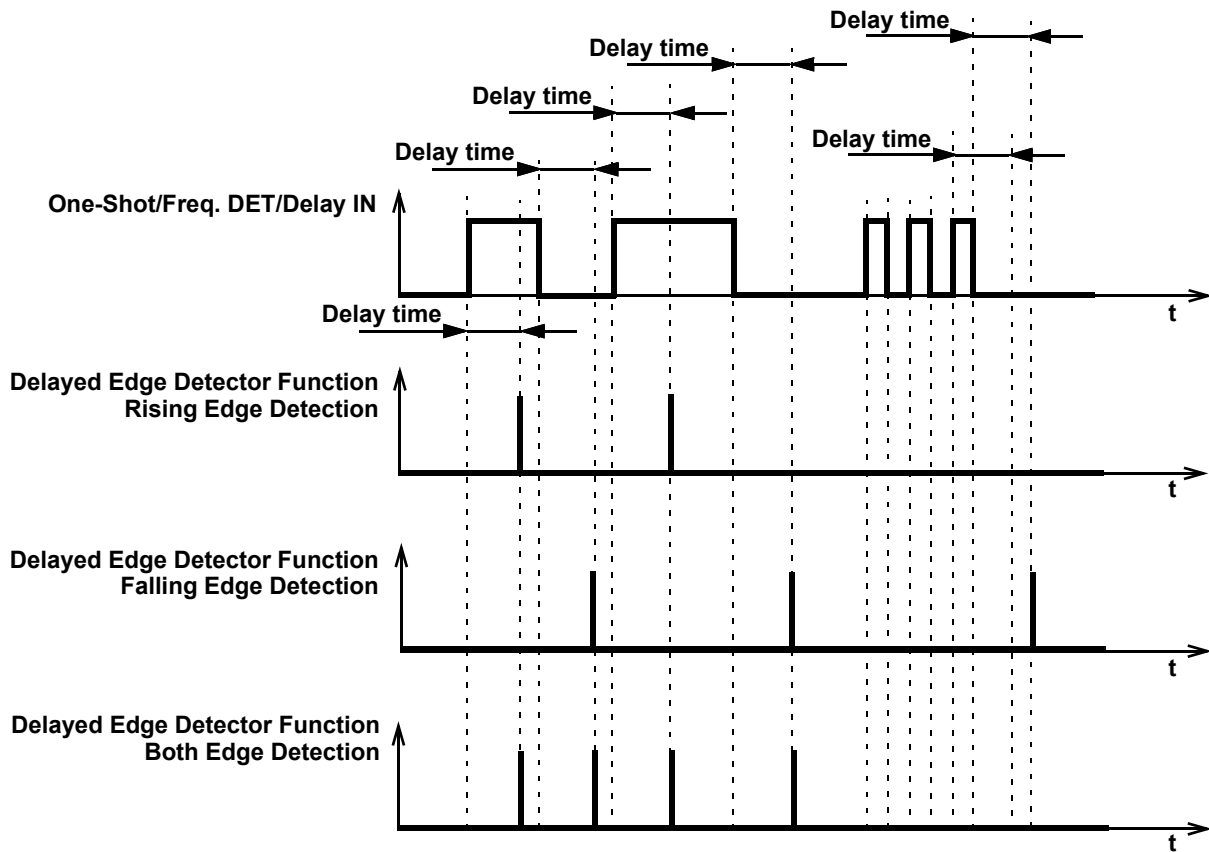 Delay time
Delay time
Delay time
Delay time
Delay time
One-Shot/Freq. DET/Delay IN
t
Delay time
Delayed Edge Detector Function
Rising Edge Detection
t
Delayed Edge Detector Function
Falling Edge Detection
t
Delayed Edge Detector Function
Both Edge Detection
t